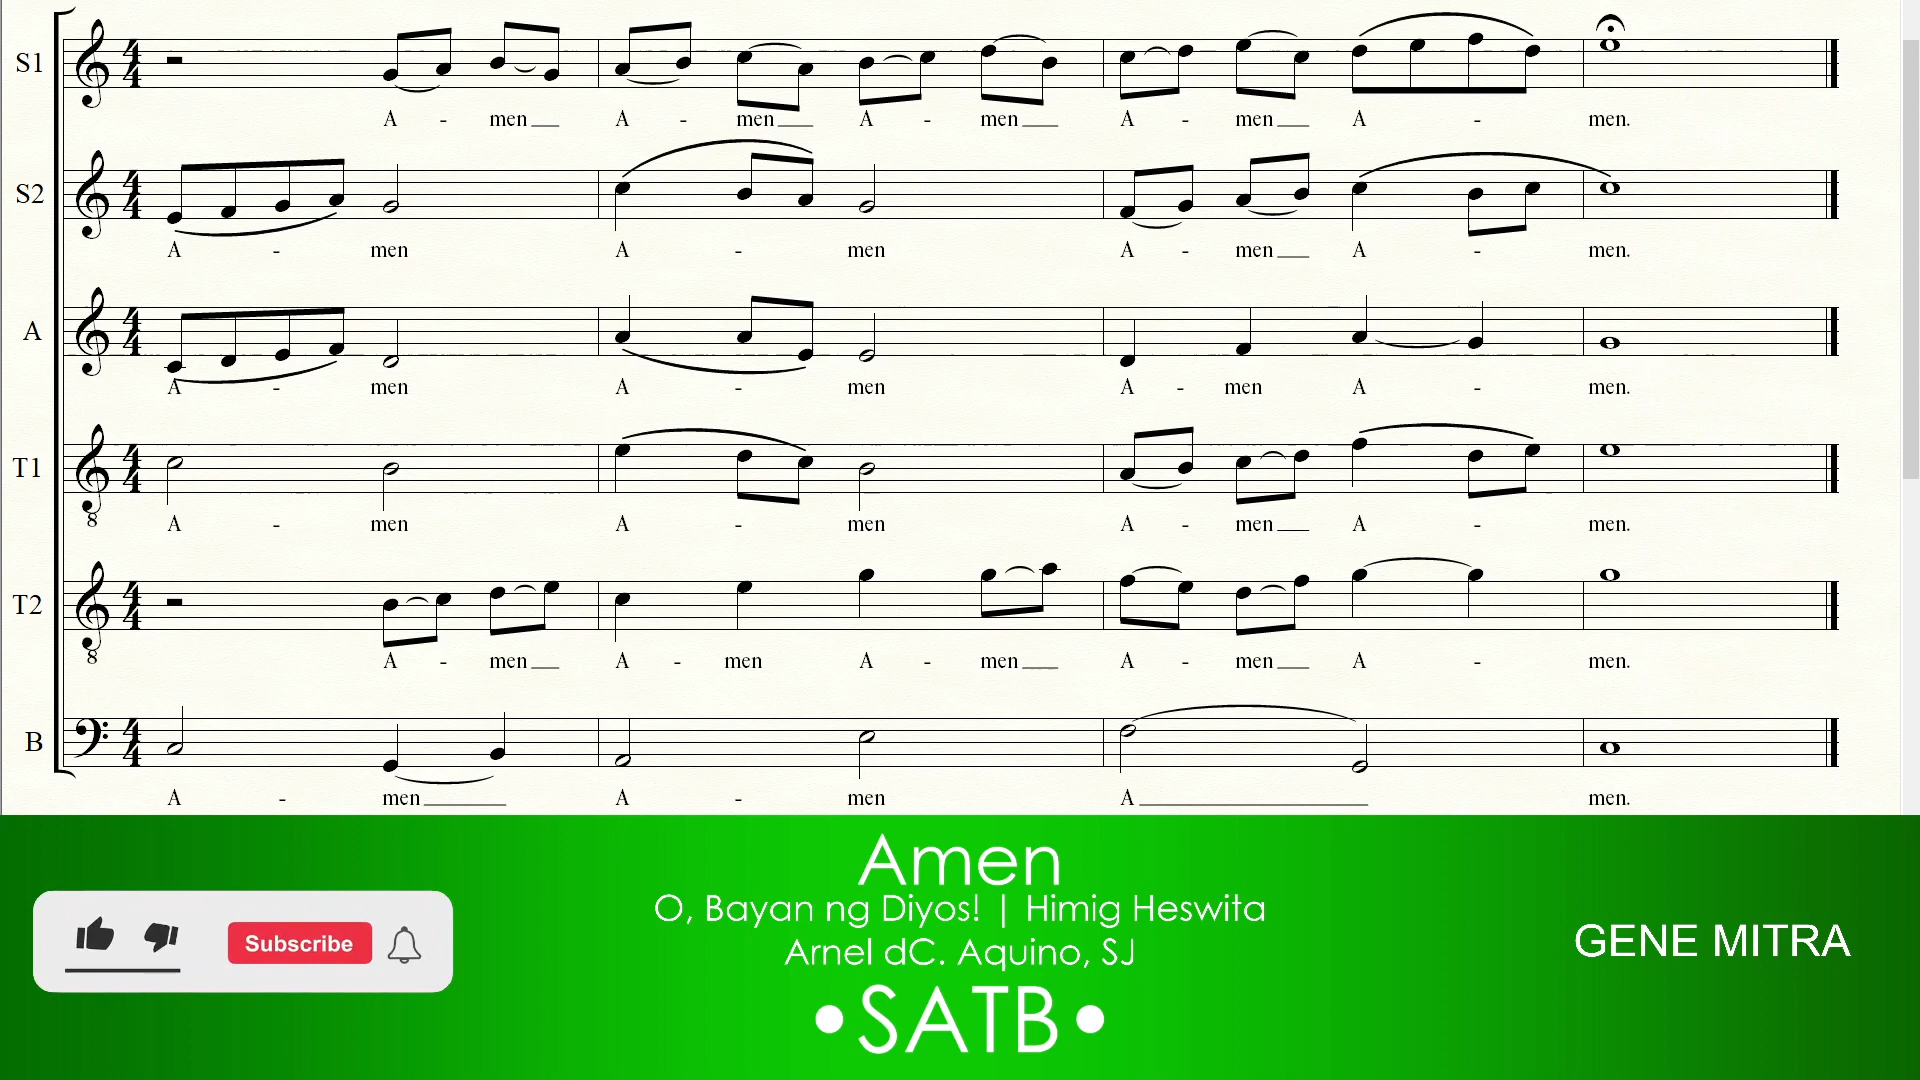 S1
A - men A - men A - men A - men A - men.
S2
A - men A - men A - men A - men.
A
A - men A - men A - men A - men.
T1
8
A - men A - men A - men A - men.
T2
8
A - men A - men A - men A - men A - men.
B
A - men A - men A men.
Amen
O, Bayan ng Diyos! | Himig Heswita
Arnel dC. Aquino, SJ
•SATB•
Subscribe
GENE MITRA